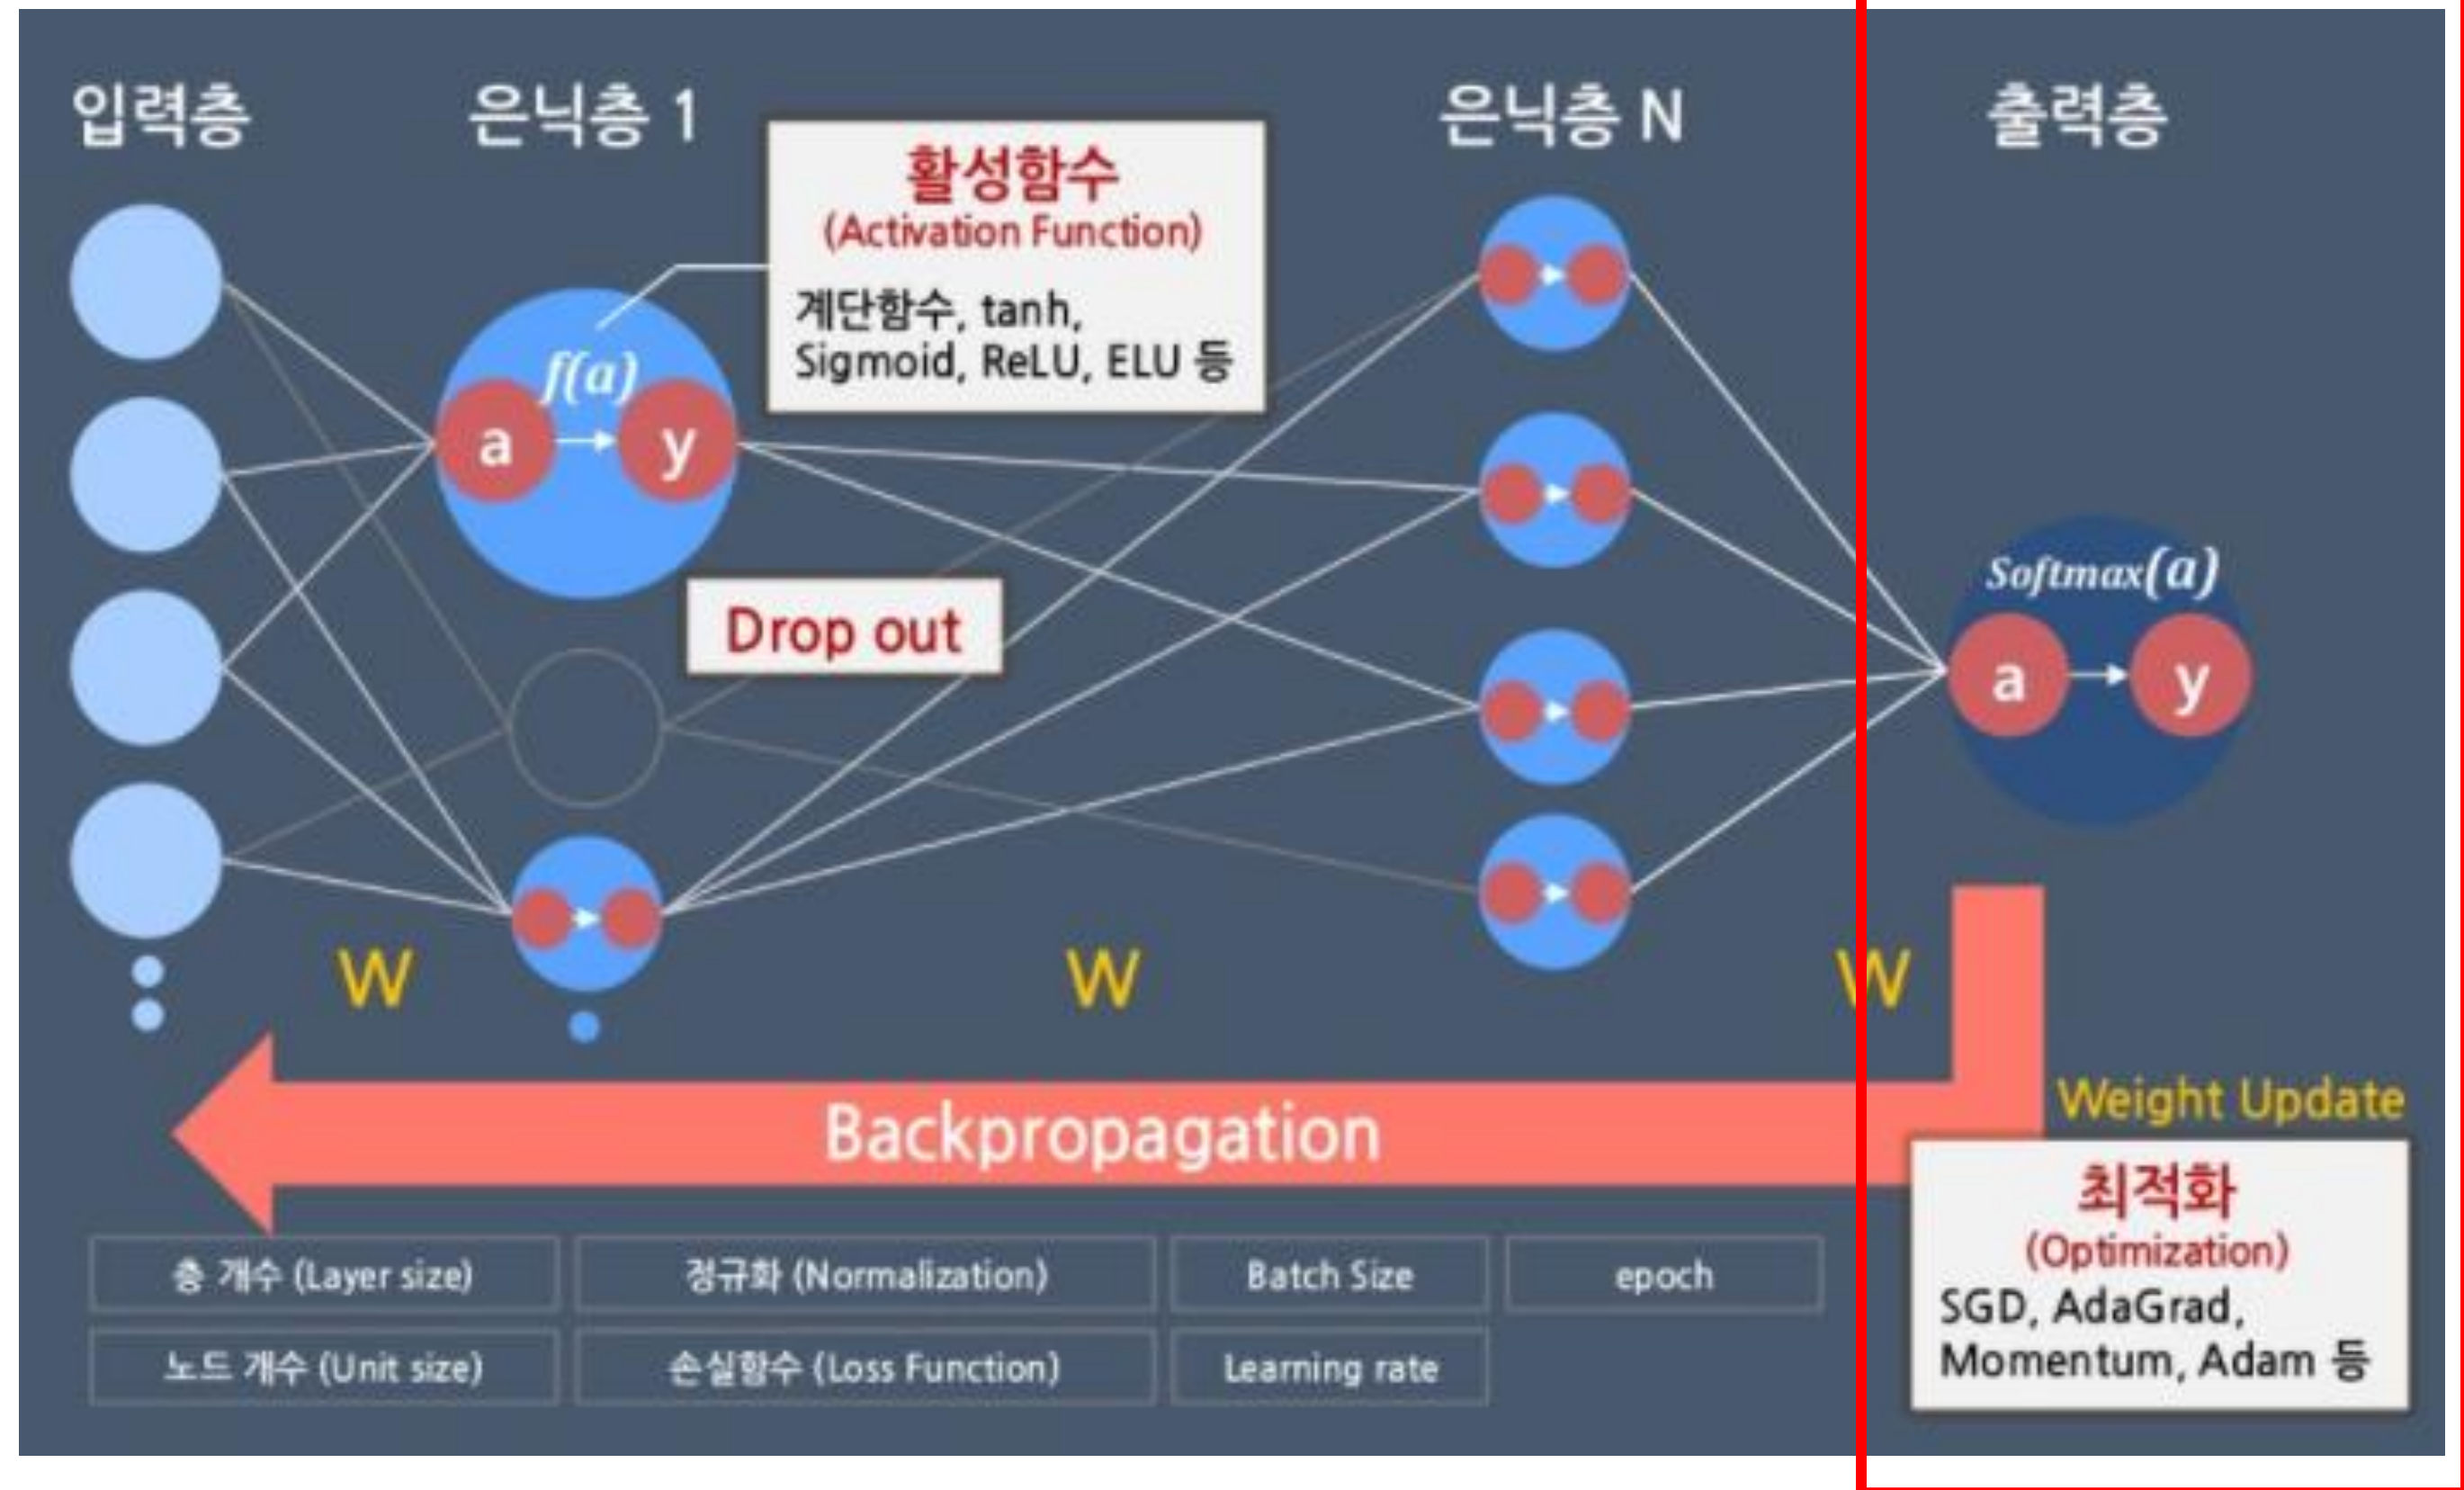 입력층
은닉층 1
은닉층 N
출력층
활성함수
(Activation Function)
계단함수, tanh,
Sigmoid, ReLU, ELU 등
f(a)
a
y
Drop out
Softmax(a)
a
y
W
W
W
Backpropagation
Weight Update
최적화
(Optimization)
SGD, AdaGrad,
Momentum, Adam 등
층 개수 (Layer size)
정규화 (Normalization)
Batch Size
epoch
노드 개수 (Unit size)
손실함수 (Loss Function)
Learning rate